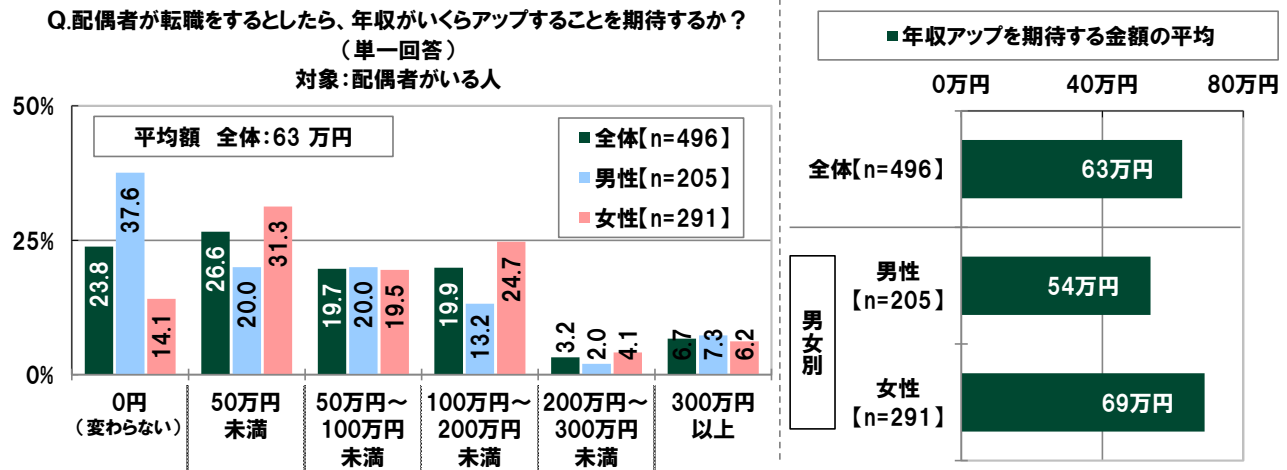 Q.配偶者が転職をするとしたら、年収がいくらアップすることを期待するか？
（単一回答）
対象：配偶者がいる人
50%
25%
0%
平均額　全体：63 万円
全体【n=496】
男性【n=205】
女性【n=291】
23.8
37.6
14.1
26.6
20.0
31.3
19.7
20.0
19.5
19.9
13.2
24.7
3.2
2.0
4.1
6.7
7.3
6.2
0円
（変わらない）
50万円
未満
50万円～
100万円
未満
100万円～
200万円
未満
200万円～
300万円
未満
300万円
以上
年収アップを期待する金額の平均
0万円
40万円
80万円
全体【n=496】
63万円
男女別
男性
【n=205】
54万円
女性
【n=291】
69万円